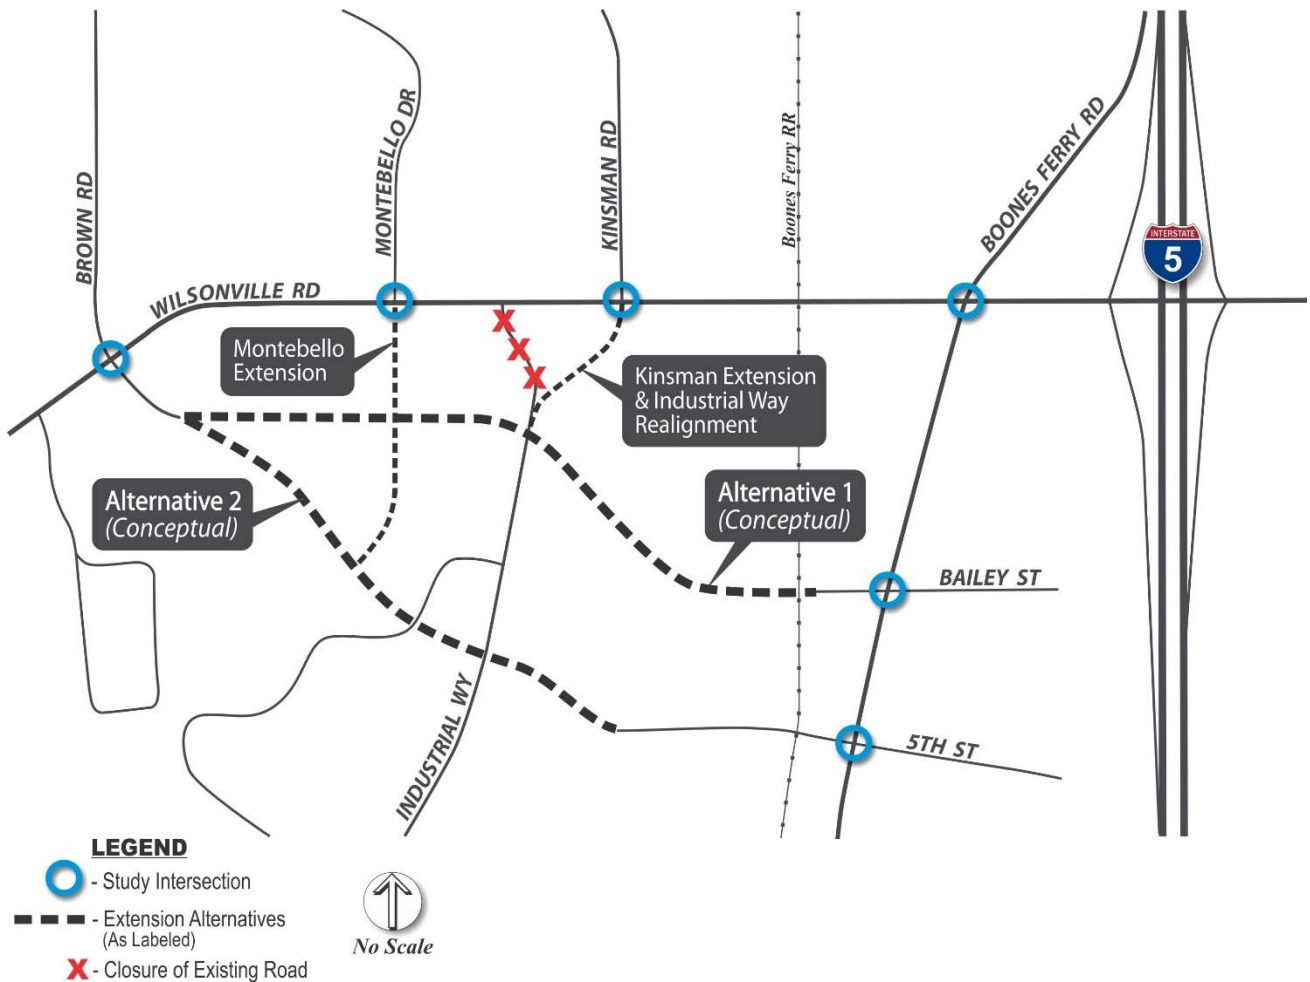 BROWN RD
MONTEBELLO DR
KINSMAN RD
Boones Ferry RR
BOONES FERRY RD
INTERSTATE
5
WILSONVILLE RD
Montebello
Extension
Kinsman Extension
& Industrial Way
Realignment
Alternative 2
(Conceptual)
Alternative 1
(Conceptual)
BAILEY ST
INDUSTRIAL WY
5TH ST
LEGEND
- Study Intersection
- Extension Alternatives
(As Labeled)
X - Closure of Existing Road
No Scale